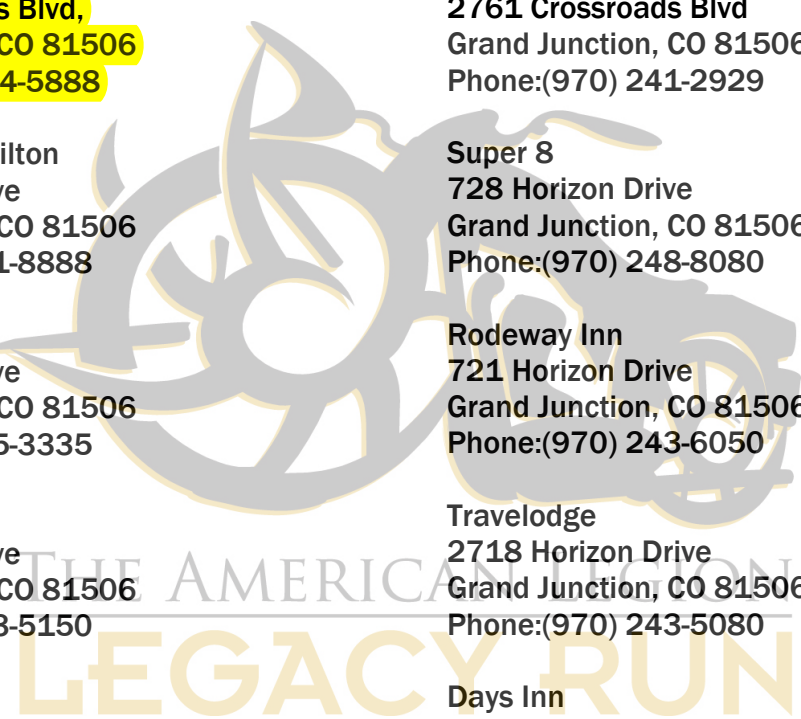 s Blvd,
CO 81506
4-5888
ilton
ve
CO 81506
1-8888
ve
CO 81506
5-3335
ve
CO 81506
3-5150
2761 Crossroads Blvd
Grand Junction, CO 81506
Phone:(970) 241-2929
Super 8
728 Horizon Drive
Grand Junction, CO 81506
Phone:(970) 248-8080
Rodeway Inn
721 Horizon Drive
Grand Junction, CO 81506
Phone:(970) 243-6050
Travelodge
2718 Horizon Drive
Grand Junction, CO 81506
Phone:(970) 243-5080
Days Inn
THE AMERICAN LEGION
LEGACY RUN